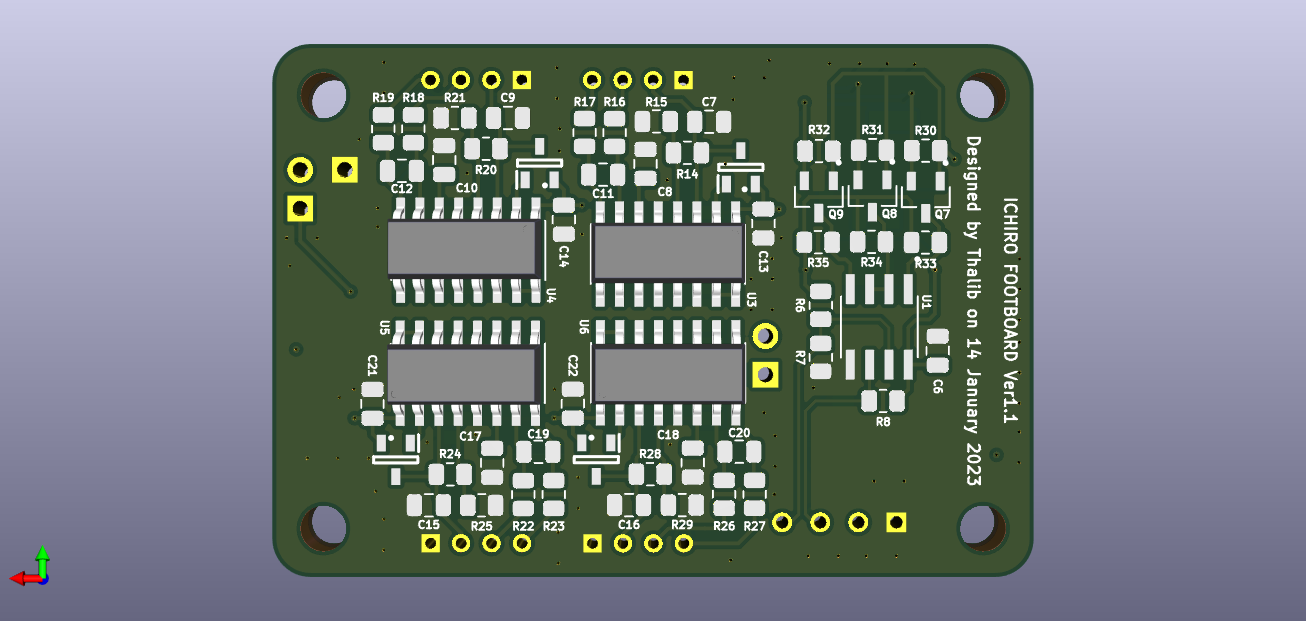 R19 R18 R21 C9 R17 R16 R15 C7
R32 R31 R30
R20 R14
C12 C10 C11 C8
Q9 Q8 Q7
C14 C13
R35 R34 R33
U4 U3 R6 U1
U5 U6
R7
C21 C22 C6
R8
C17 C19 C18 C20
R24 R28
C15 R25 R22 R23 C16 R29 R26 R27
ICHIRO FOOTBOARD Ver1.1
Designed by Thalib on 14 January 2023